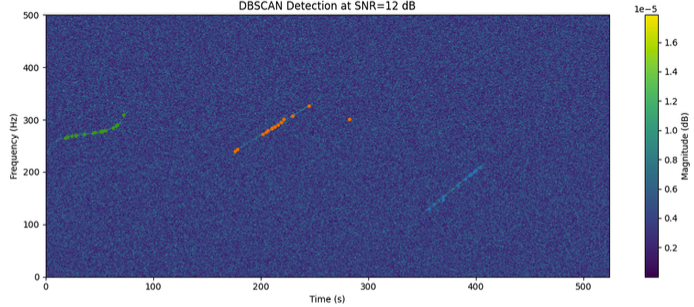 DBSCAN Detection at SNR=12 dB
1e−5
500
400
300
200
100
0
Frequency (Hz)
0 100 200 300 400 500
Time (s)
1.6
1.4
1.2
1.0
0.8
0.6
0.4
0.2
Magnitude (dB)